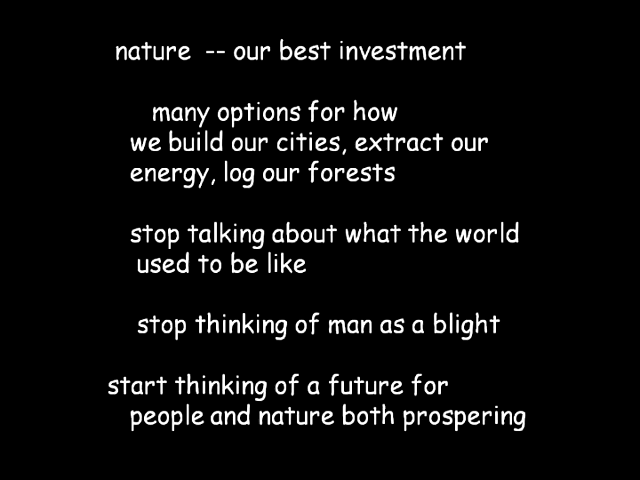 nature -- our best investment
many options for how
we build our cities, extract our
energy, log our forests
stop talking about what the world
used to be like
stop thinking of man as a blight
start thinking of a future for
people and nature both prospering